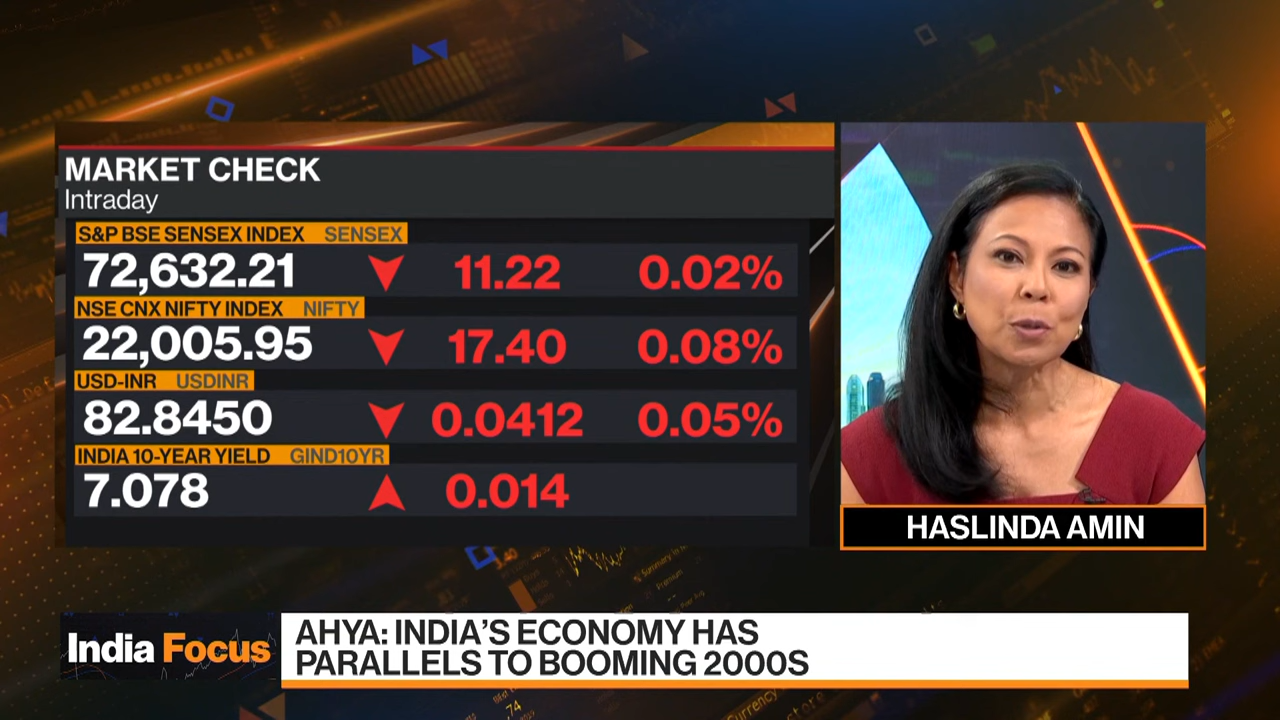 MARKET CHECK
Intraday
S&P BSE SENSEX INDEX SENSEX
72,632.21 11.22 0.02%
NSE CNX NIFTY INDEX NIFTY
22,005.95 17.40 0.08%
USD-INR USDINR
82.8450 0.0412 0.05%
INDIA 10-YEAR YIELD GIND10YR
7.078 0.014
HASLINDA AMIN
India Focus
AHYA: INDIA'S ECONOMY HAS
PARALLELS TO BOOMING 2000S